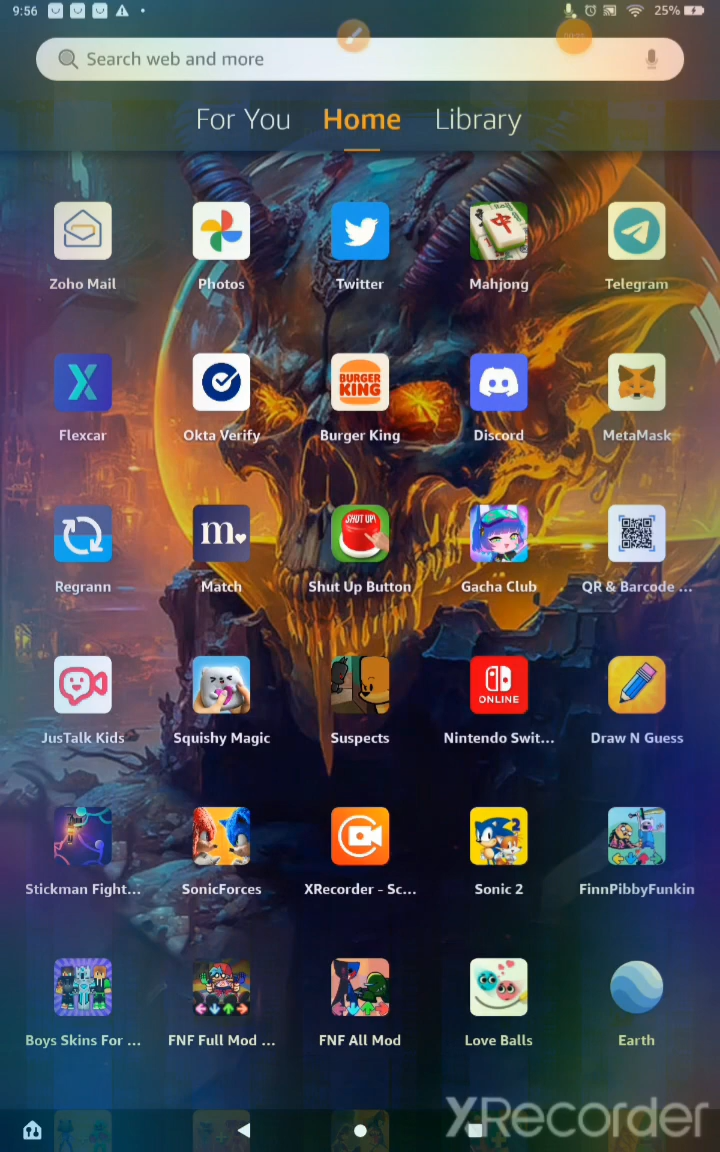 9:56
25%
Search web and more
For You Home Library
Zoho Mail Photos Twitter Mahjong Telegram
BURGER
KING
Flexcar Okta Verify Burger King Discord MetaMask
m
SHUT UP!
Regrann Match Shut Up Button Gacha Club QR & Barcode ...
ONLINE
JusTalk Kids Squishy Magic Suspects Nintendo Swit... Draw N Guess
2
Stickman Fight... SonicForces XRecorder - Sc... Sonic 2 FinnPibbyFunkin
Boys Skins For ... FNF Full Mod ... FNF All Mod Love Balls Earth
XRecorder